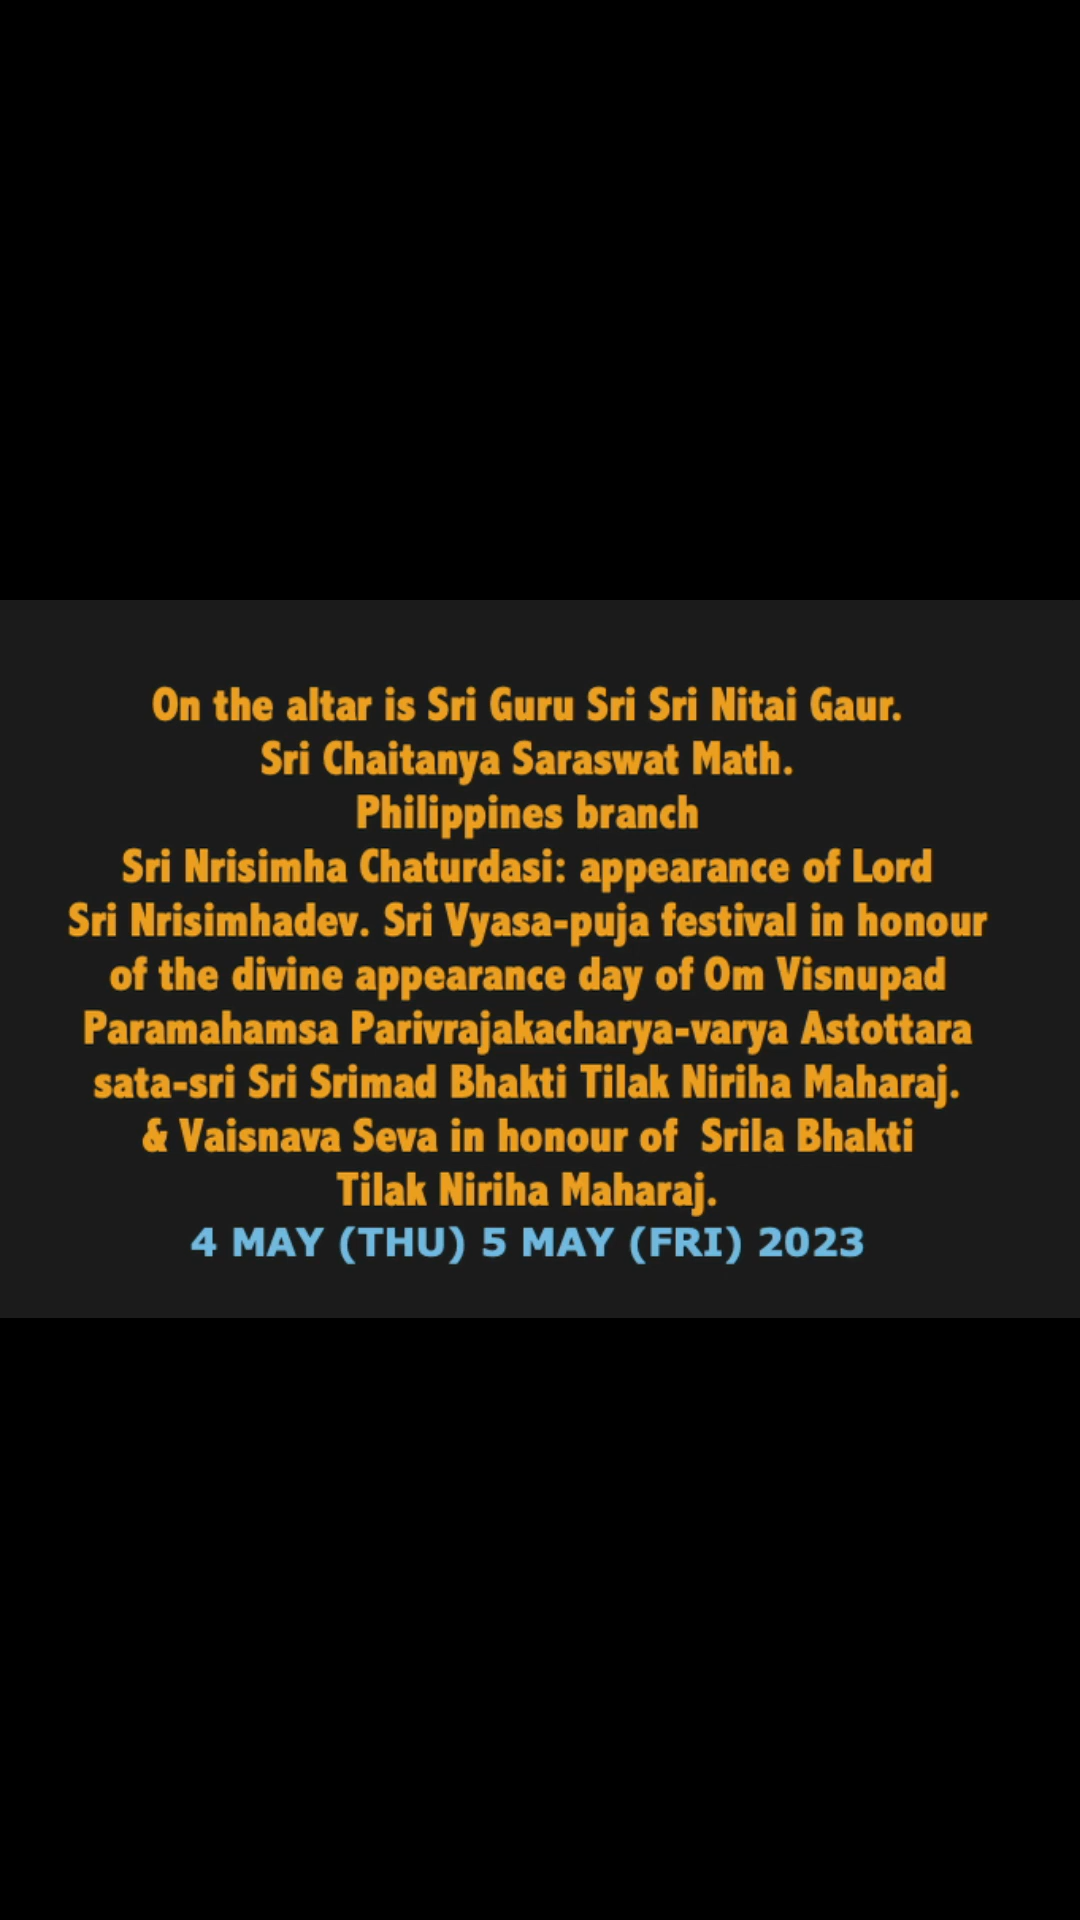 On the altar is Sri Guru Sri Sri Nitai Gaur.
Sri Chaitanya Saraswat Math.
Philippines branch
Sri Nrisimha Chaturdasi: appearance of Lord
Sri Nrisimhadev. Sri Vyasa-puja festival in honour
of the divine appearance day of Om Visnupad
Paramahamsa Parivrajakacharya-varya Astottara
sata-sri Sri Srimad Bhakti Tilak Niriha Maharaj.
& Vaisnava Seva in honour of  Srila Bhakti
Tilak Niriha Maharaj.
4 MAY (THU) 5 MAY (FRI) 2023